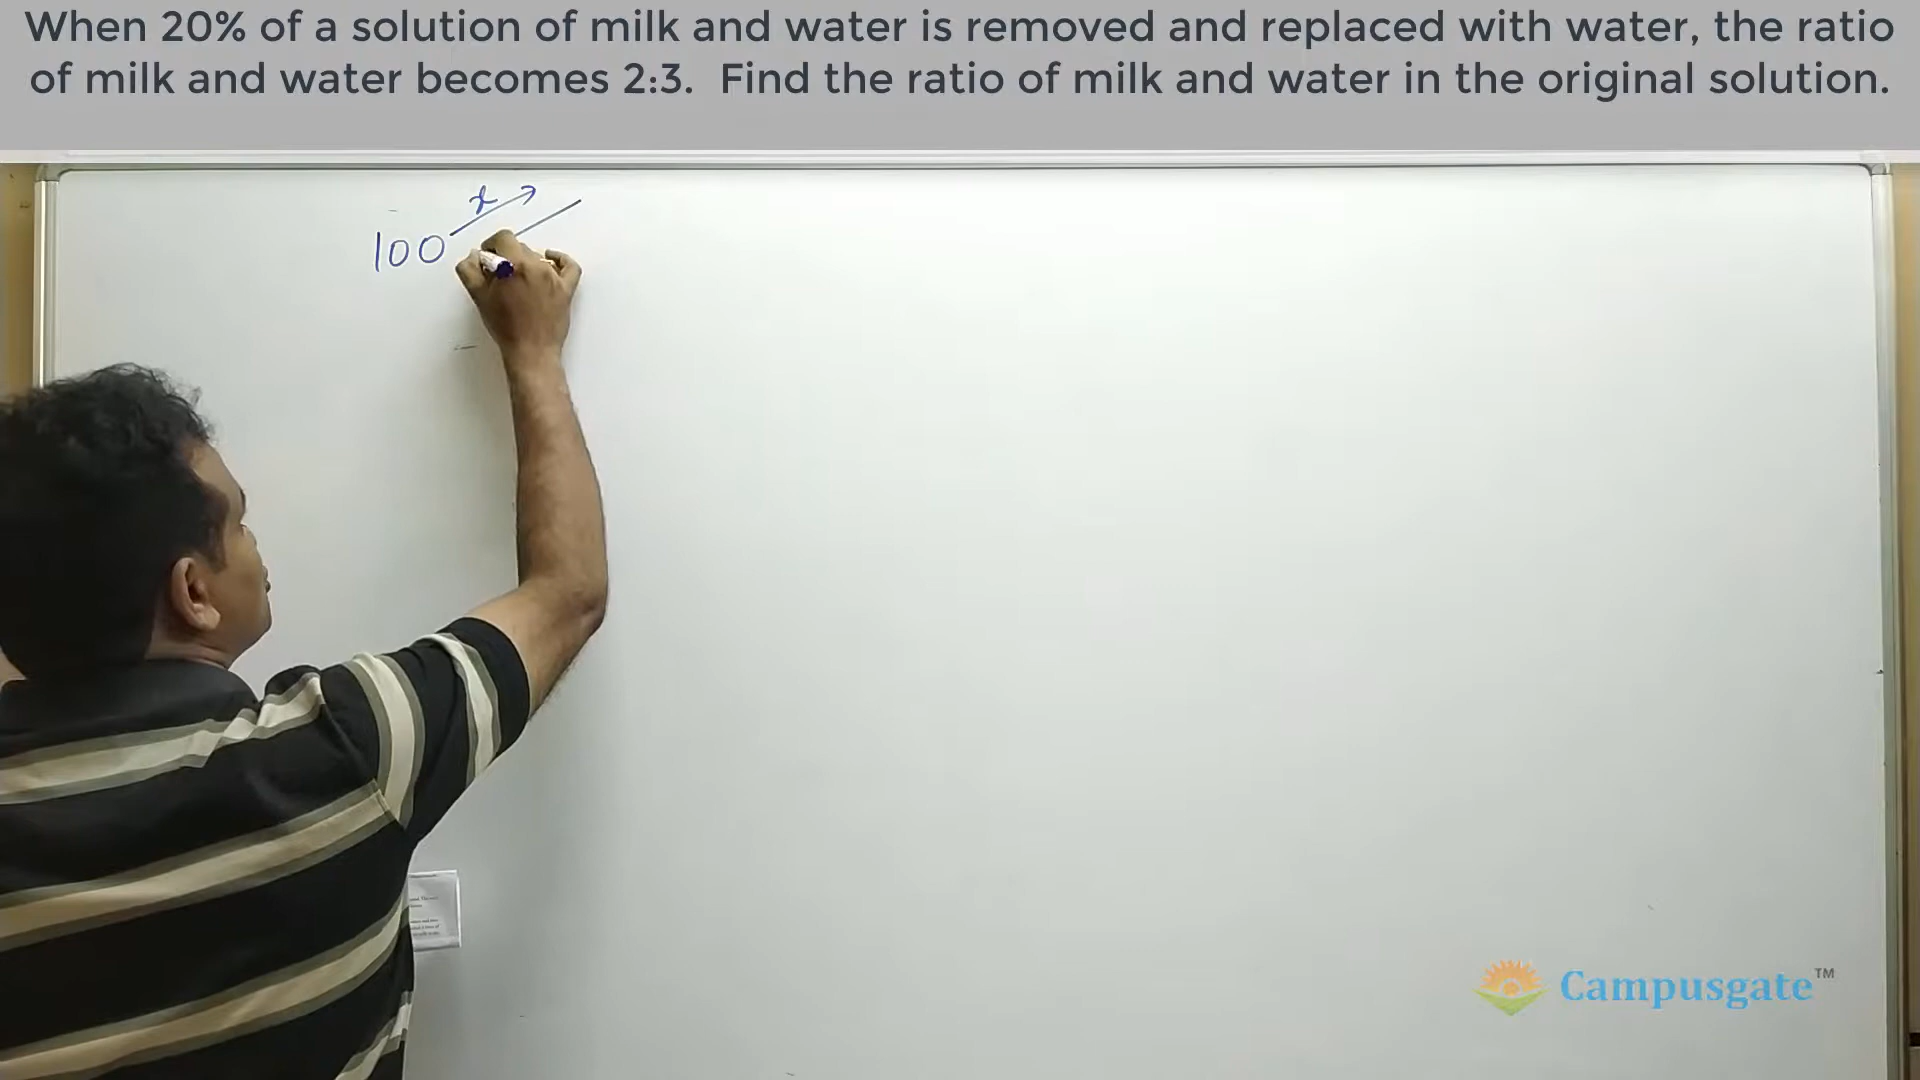 When 20% of a solution of milk and water is removed and replaced with water, the ratio
of milk and water becomes 2:3. Find the ratio of milk and water in the original solution.
x
100
Campusgate™